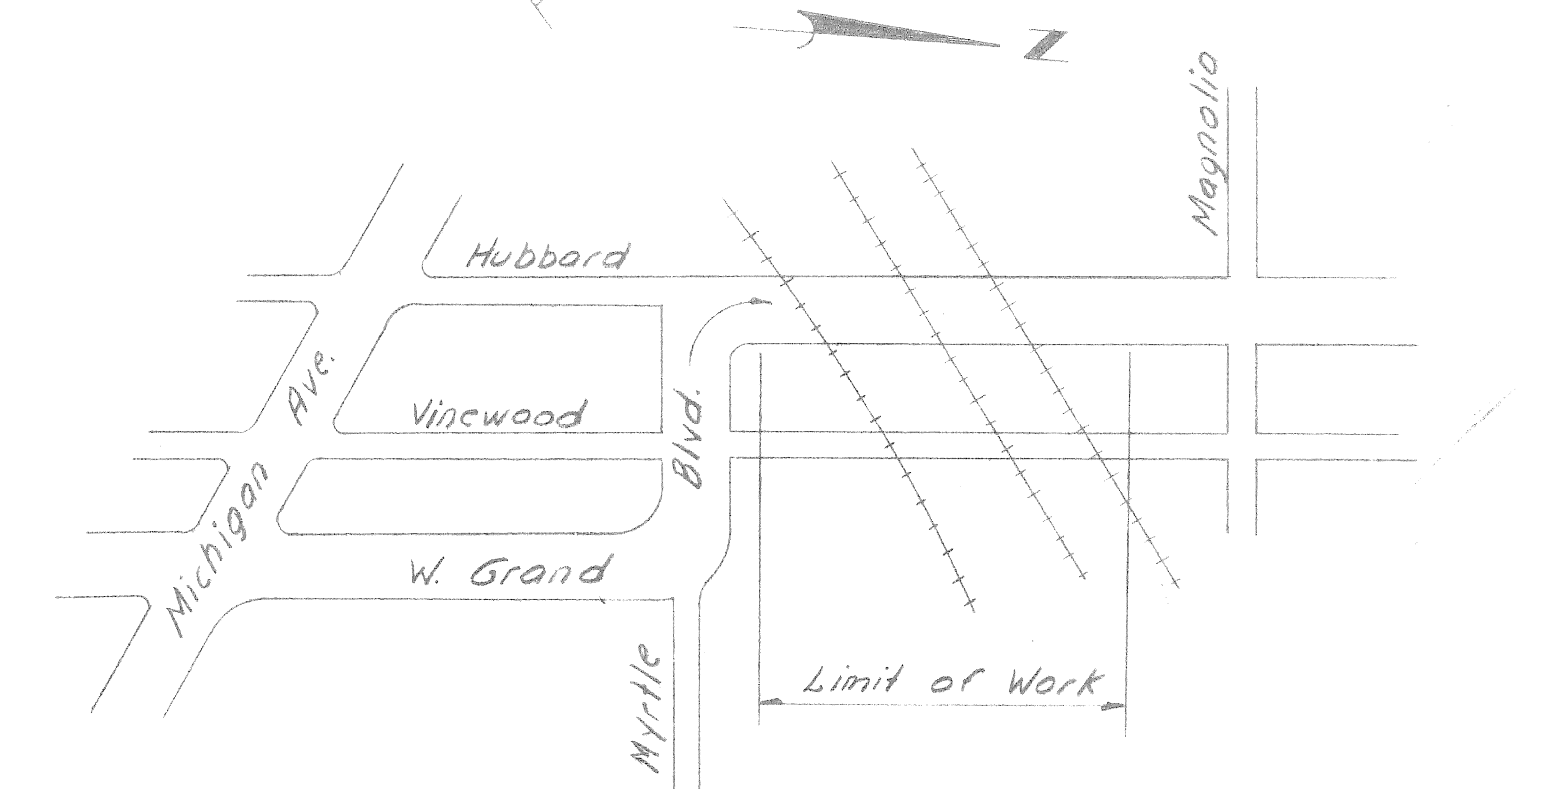 N
Magnolia
Hubbard
Ave.
Vinewood
Blvd.
Michigan
W. Grand
Myrtle
Limit of Work